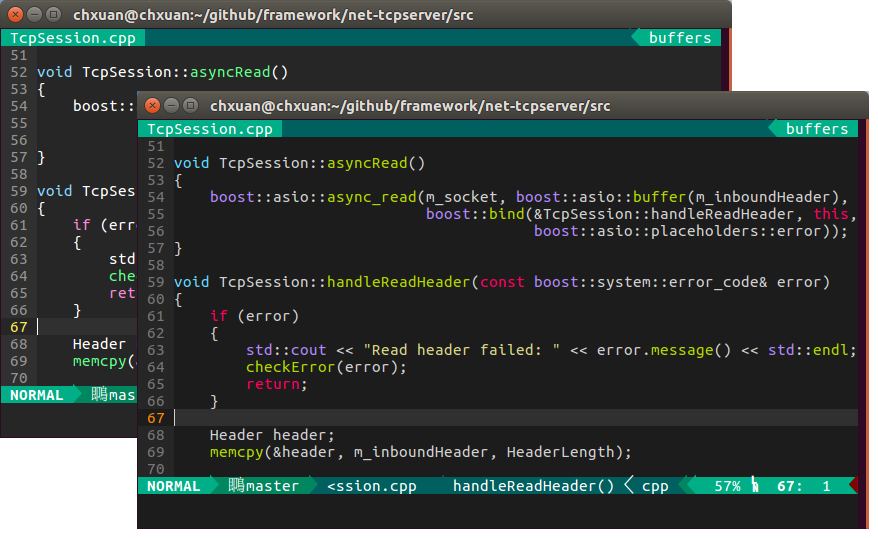 chxuan@chxuan:~/github/framework/net-tcpserver/src
TcpSession.cpp buffers
51
52 void TcpSession::asyncRead()
53 {
54     boost::
55
56
57 }
58
59 void TcpSes
60 {
61     if (erro
62     {
63         std
64         che
65         ret
66     }
67
68     Header
69     memcpy(
70
NORMAL 鵰mas
chxuan@chxuan:~/github/framework/net-tcpserver/src
TcpSession.cpp buffers
51
52 void TcpSession::asyncRead()
53 {
54     boost::asio::async_read(m_socket, boost::asio::buffer(m_inboundHeader),
55                             boost::bind(&TcpSession::handleReadHeader, this,
56                                         boost::asio::placeholders::error));
57 }
58
59 void TcpSession::handleReadHeader(const boost::system::error_code& error)
60 {
61     if (error)
62     {
63         std::cout << "Read header failed: " << error.message() << std::endl;
64         checkError(error);
65         return;
66     }
67
68     Header header;
69     memcpy(&header, m_inboundHeader, HeaderLength);
70
NORMAL master <ssion.cpp handleReadHeader() cpp 57% 67: 1